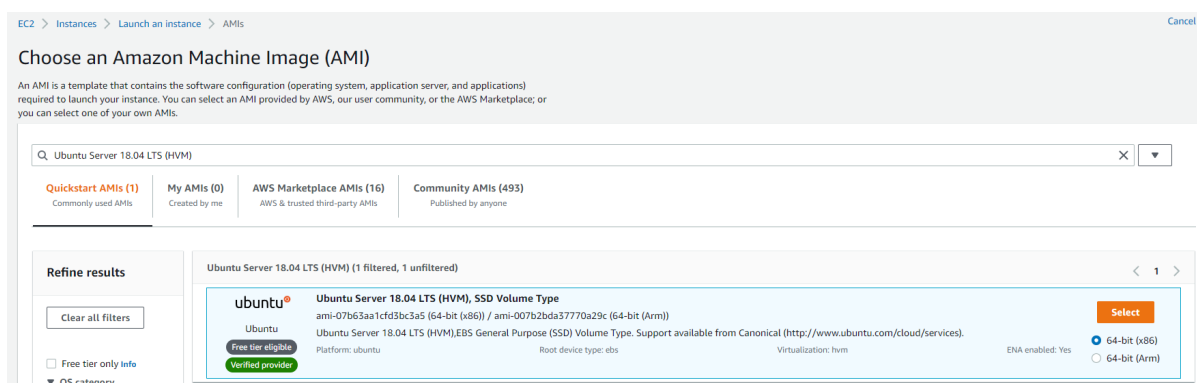 EC2 > Instances > Launch an instance > AMIs
Cancel
Choose an Amazon Machine Image (AMI)
An AMI is a template that contains the software configuration (operating system, application server, and applications)
required to launch your instance. You can select an AMI provided by AWS, our user community, or the AWS Marketplace; or
you can select one of your own AMIs.
Ubuntu Server 18.04 LTS (HVM)
Quickstart AMIs (1)
Commonly used AMIs
My AMIs (0)
Created by me
AWS Marketplace AMIs (16)
AWS & trusted third-party AMIs
Community AMIs (493)
Published by anyone
Refine results
Clear all filters
Free tier only Info
OS category
Ubuntu Server 18.04 LTS (HVM) (1 filtered, 1 unfiltered)
< 1 >
ubuntu
Ubuntu
Free tier eligible
Verified provider
Ubuntu Server 18.04 LTS (HVM), SSD Volume Type
ami-07b63aa1cfd3bc3a5 (64-bit (x86)) / ami-007b2bda37770a29c (64-bit (Arm))
Ubuntu Server 18.04 LTS (HVM),EBS General Purpose (SSD) Volume Type. Support available from Canonical (http://www.ubuntu.com/cloud/services).
Platform: ubuntu
Root device type: ebs
Virtualization: hvm
ENA enabled: Yes
Select
64-bit (x86)
64-bit (Arm)